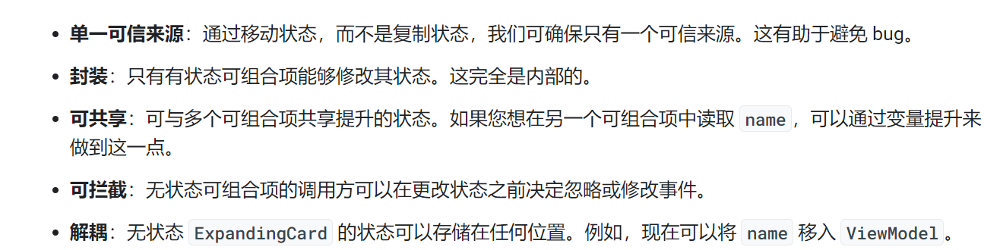 • 单一可信来源：通过移动状态，而不是复制状态，我们可确保只有一个可信来源。这有助于避免 bug。
• 封装：只有有状态可组合项能够修改其状态。这完全是内部的。
• 可共享：可与多个可组合项共享提升的状态。如果您想在另一个可组合项中读取 name，可以通过变量提升来
做到这一点。
• 可拦截：无状态可组合项的调用方可以在更改状态之前决定忽略或修改事件。
• 解耦：无状态 ExpandingCard 的状态可以存储在任何位置。例如，现在可以将 name 移入 ViewModel。